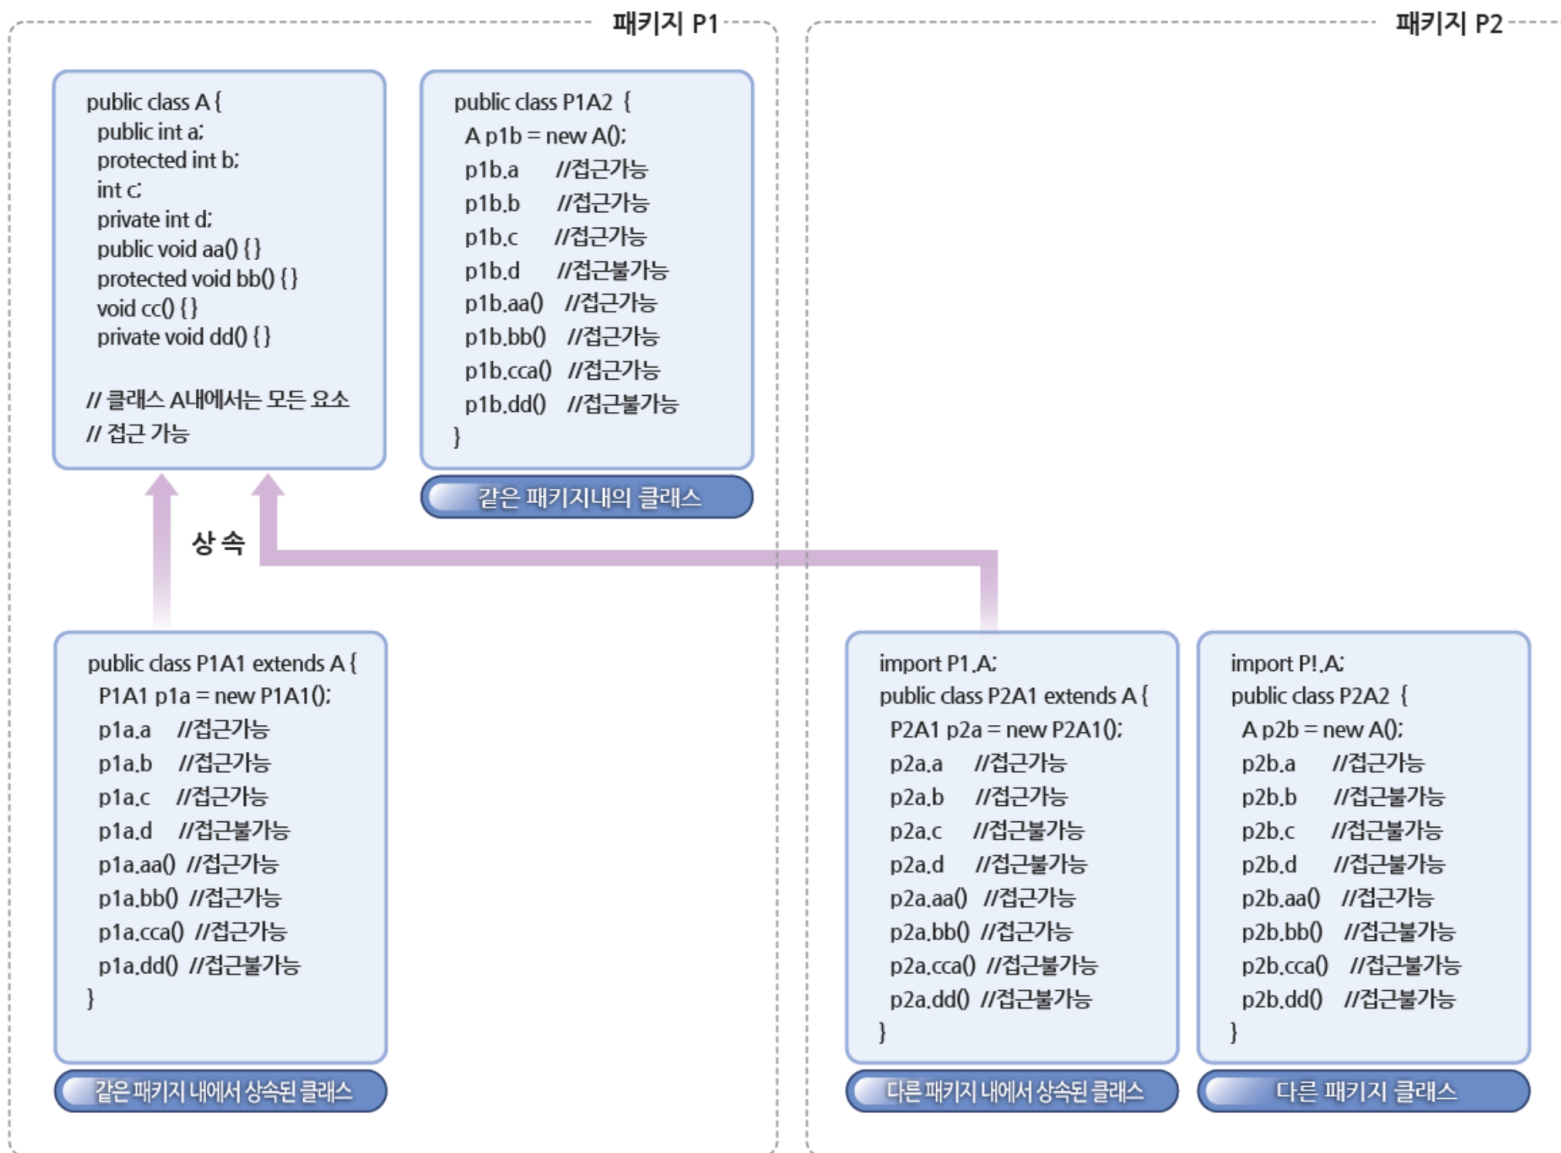 패키지 P1
패키지 P2
public class A {
public int a;
protected int b;
int c;
private int d;
public void aa() { }
protected void bb() { }
void cc() { }
private void dd() { }
// 클래스 A내에서는 모든 요소
// 접근 가능
public class P1A2 {
A p1b = new A();
p1b.a //접근가능
p1b.b //접근가능
p1b.c //접근가능
p1b.d //접근불가능
p1b.aa() //접근가능
p1b.bb() //접근가능
p1b.cca() //접근가능
p1b.dd() //접근불가능
}
같은 패키지내의 클래스
상 속
public class P1A1 extends A {
P1A1 p1a = new P1A1();
p1a.a //접근가능
p1a.b //접근가능
p1a.c //접근가능
p1a.d //접근불가능
p1a.aa() //접근가능
p1a.bb() //접근가능
p1a.cca() //접근가능
p1a.dd() //접근불가능
}
같은 패키지 내에서 상속된 클래스
import P1.A;
public class P2A1 extends A {
P2A1 p2a = new P2A1();
p2a.a //접근가능
p2a.b //접근가능
p2a.c //접근불가능
p2a.d //접근불가능
p2a.aa() //접근가능
p2a.bb() //접근가능
p2a.cca() //접근불가능
p2a.dd() //접근불가능
}
다른 패키지 내에서 상속된 클래스
import P!.A;
public class P2A2 {
A p2b = new A();
p2b.a //접근가능
p2b.b //접근불가능
p2b.c //접근불가능
p2b.d //접근불가능
p2b.aa() //접근가능
p2b.bb() //접근불가능
p2b.cca() //접근불가능
p2b.dd() //접근불가능
}
다른 패키지 클래스